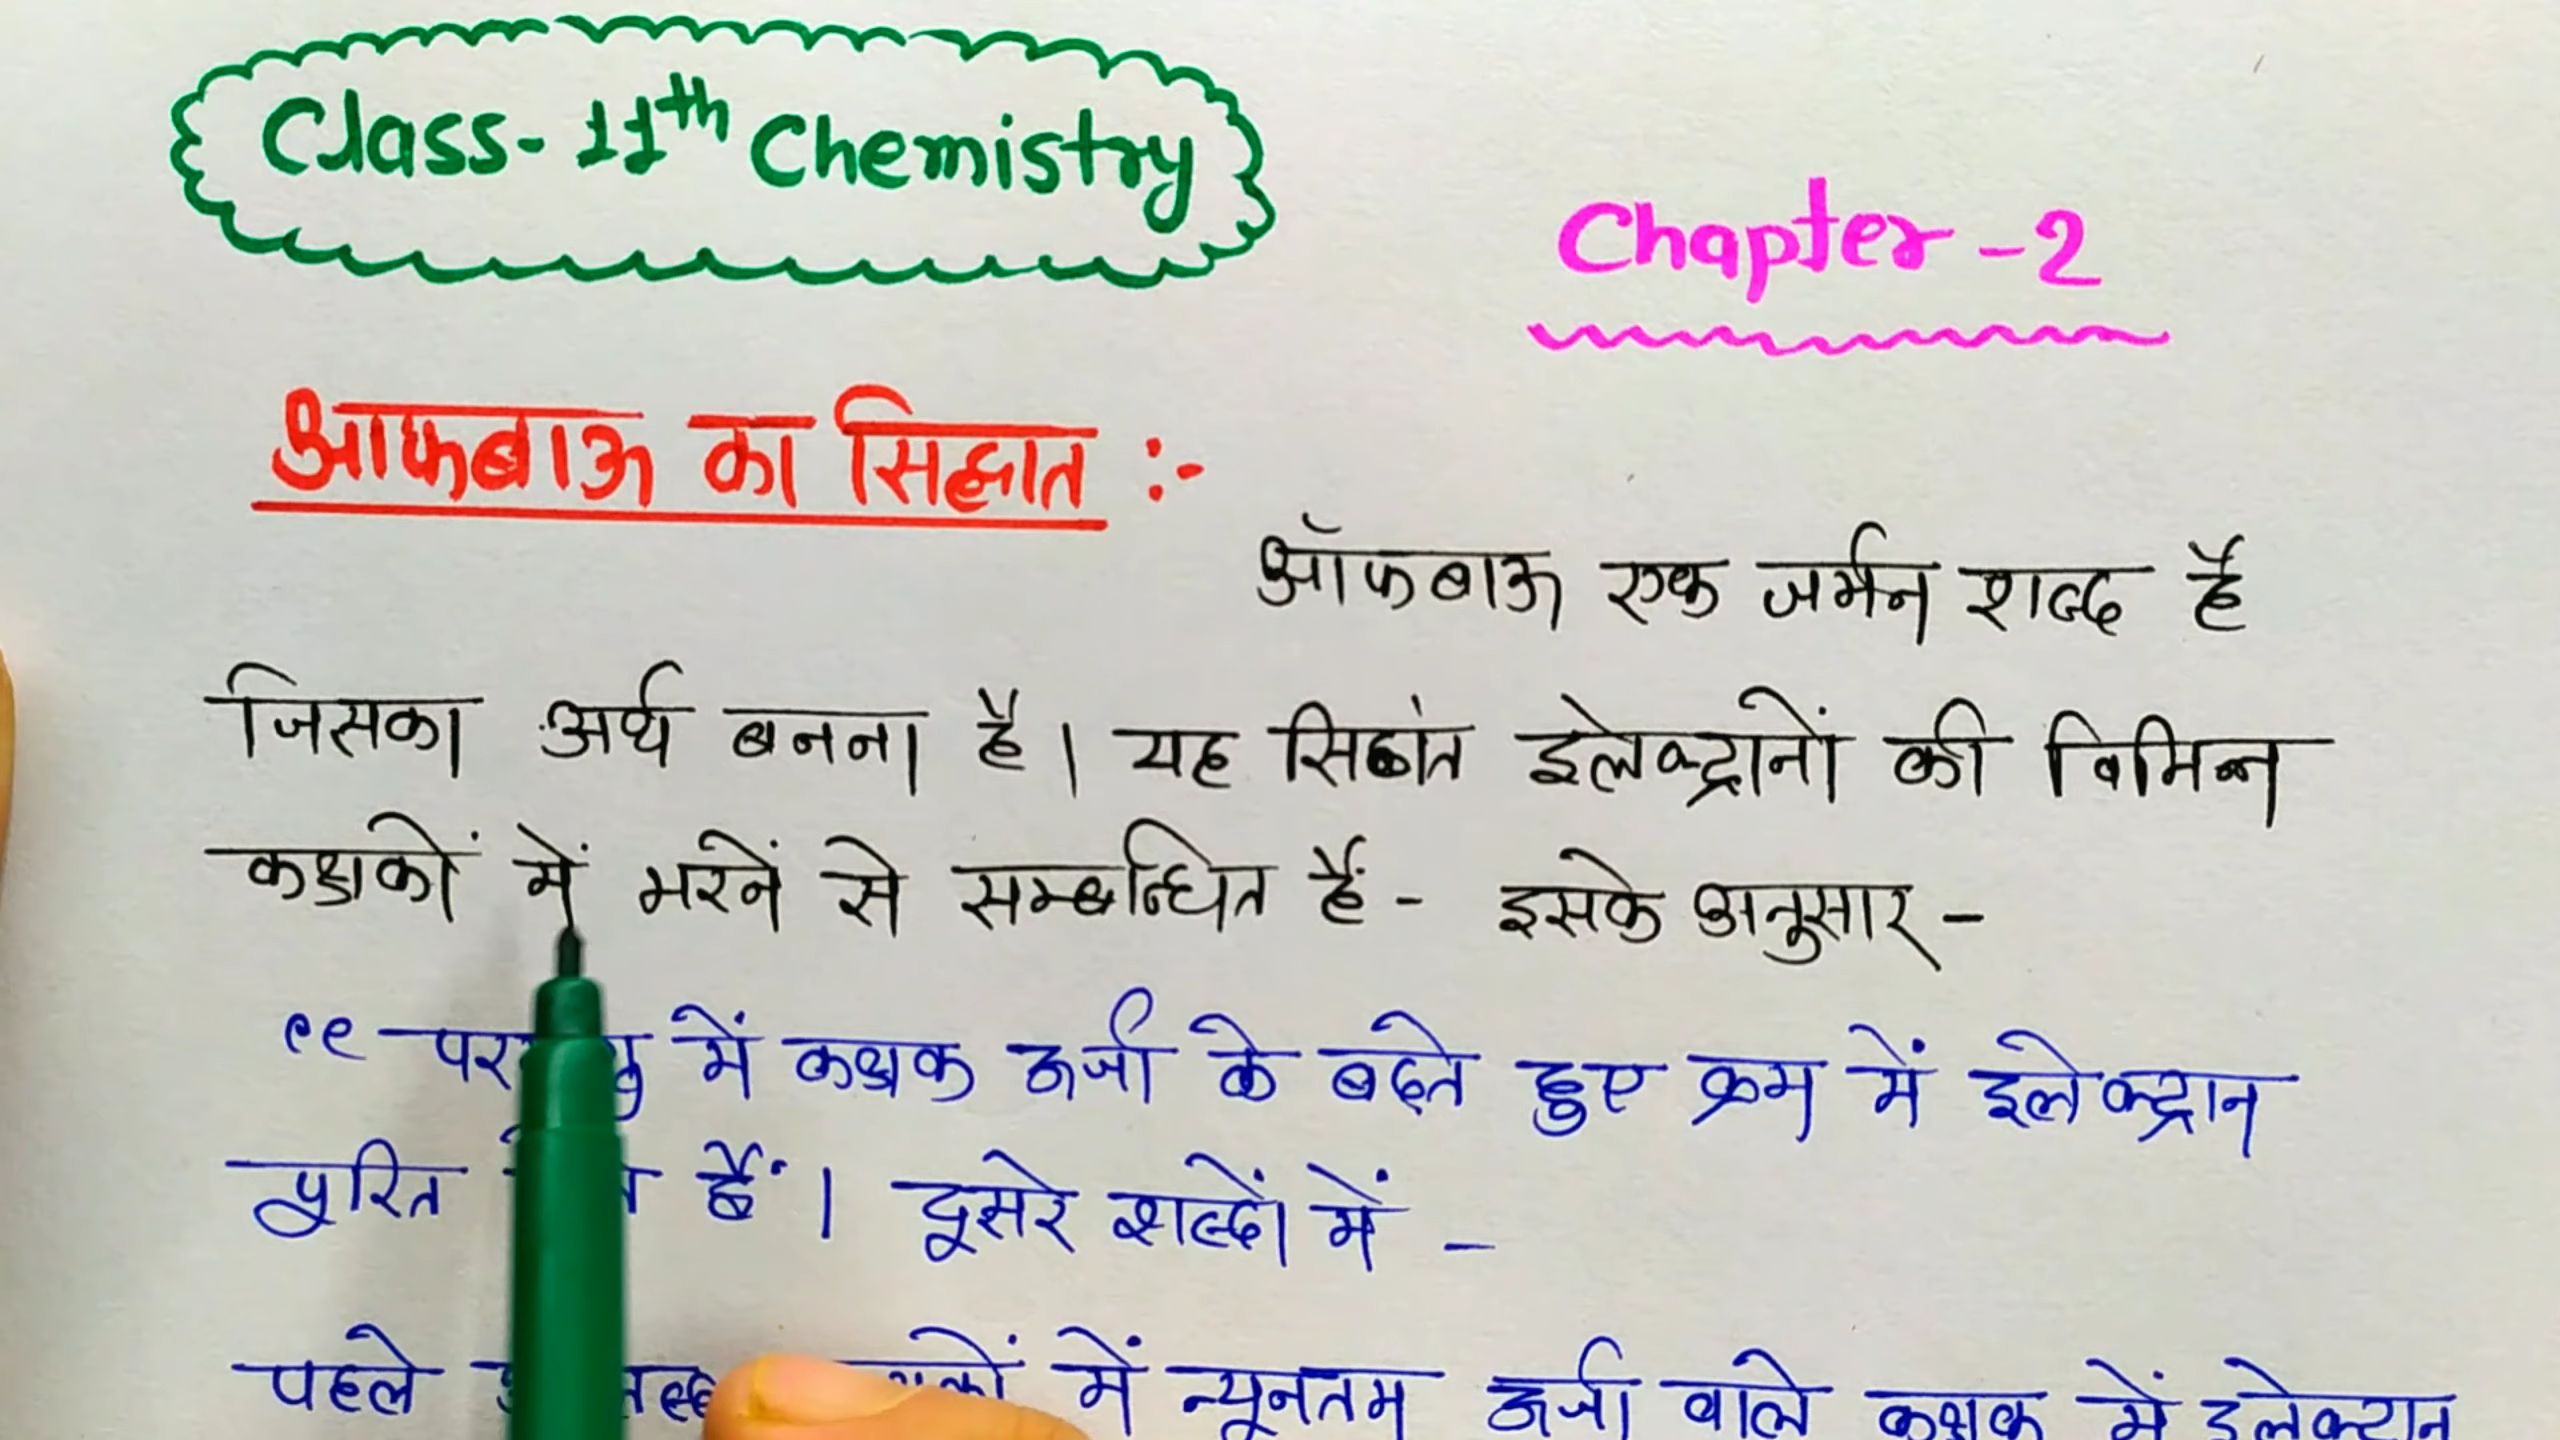 Class- 11th Chemistry
Chapter -2
आफबाऊ का सिद्धात :-
ऑफबाऊ एक जर्मन शब्द है
जिसका अर्थ बनना है। यह सिद्धांत इलेक्ट्रानों की विभिन्न
कक्षकों में भरनें से सम्बन्धित हैं- इसके अनुसार -
“ में कक्षक ऊर्जा के बढ़ते हुए क्रम में इलेक्ट्रान
पूरित हैं। दूसरे शब्दों में -
पहले में न्यूनतम ऊर्जा वाले कक्षक में इलेक्ट्रान